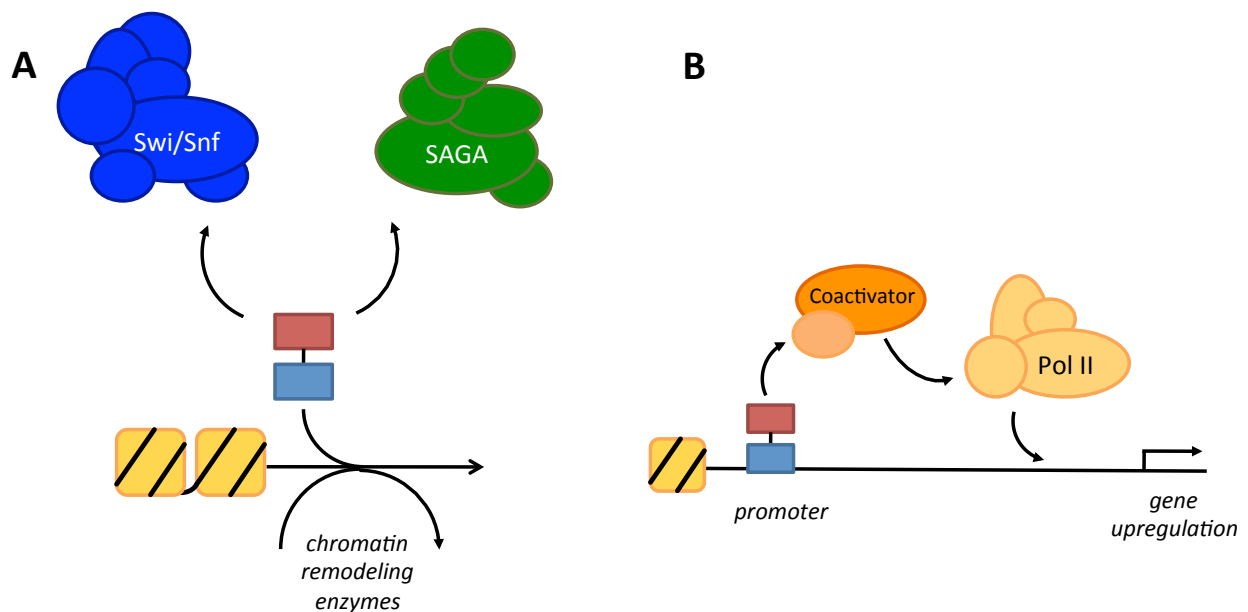 A
Swi/Snf
SAGA
chromatin
remodeling
enzymes
B
Coactivator
Pol II
promoter
gene
upregulation